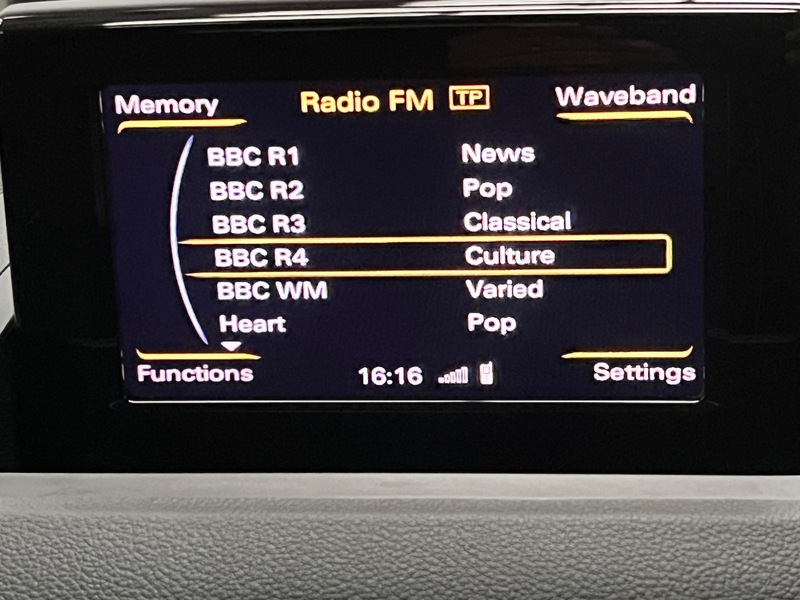 Memory Radio FM TP Waveband
BBC R1 News
BBC R2 Pop
BBC R3 Classical
BBC R4 Culture
BBC WM Varied
Heart Pop
Functions 16:16 Settings